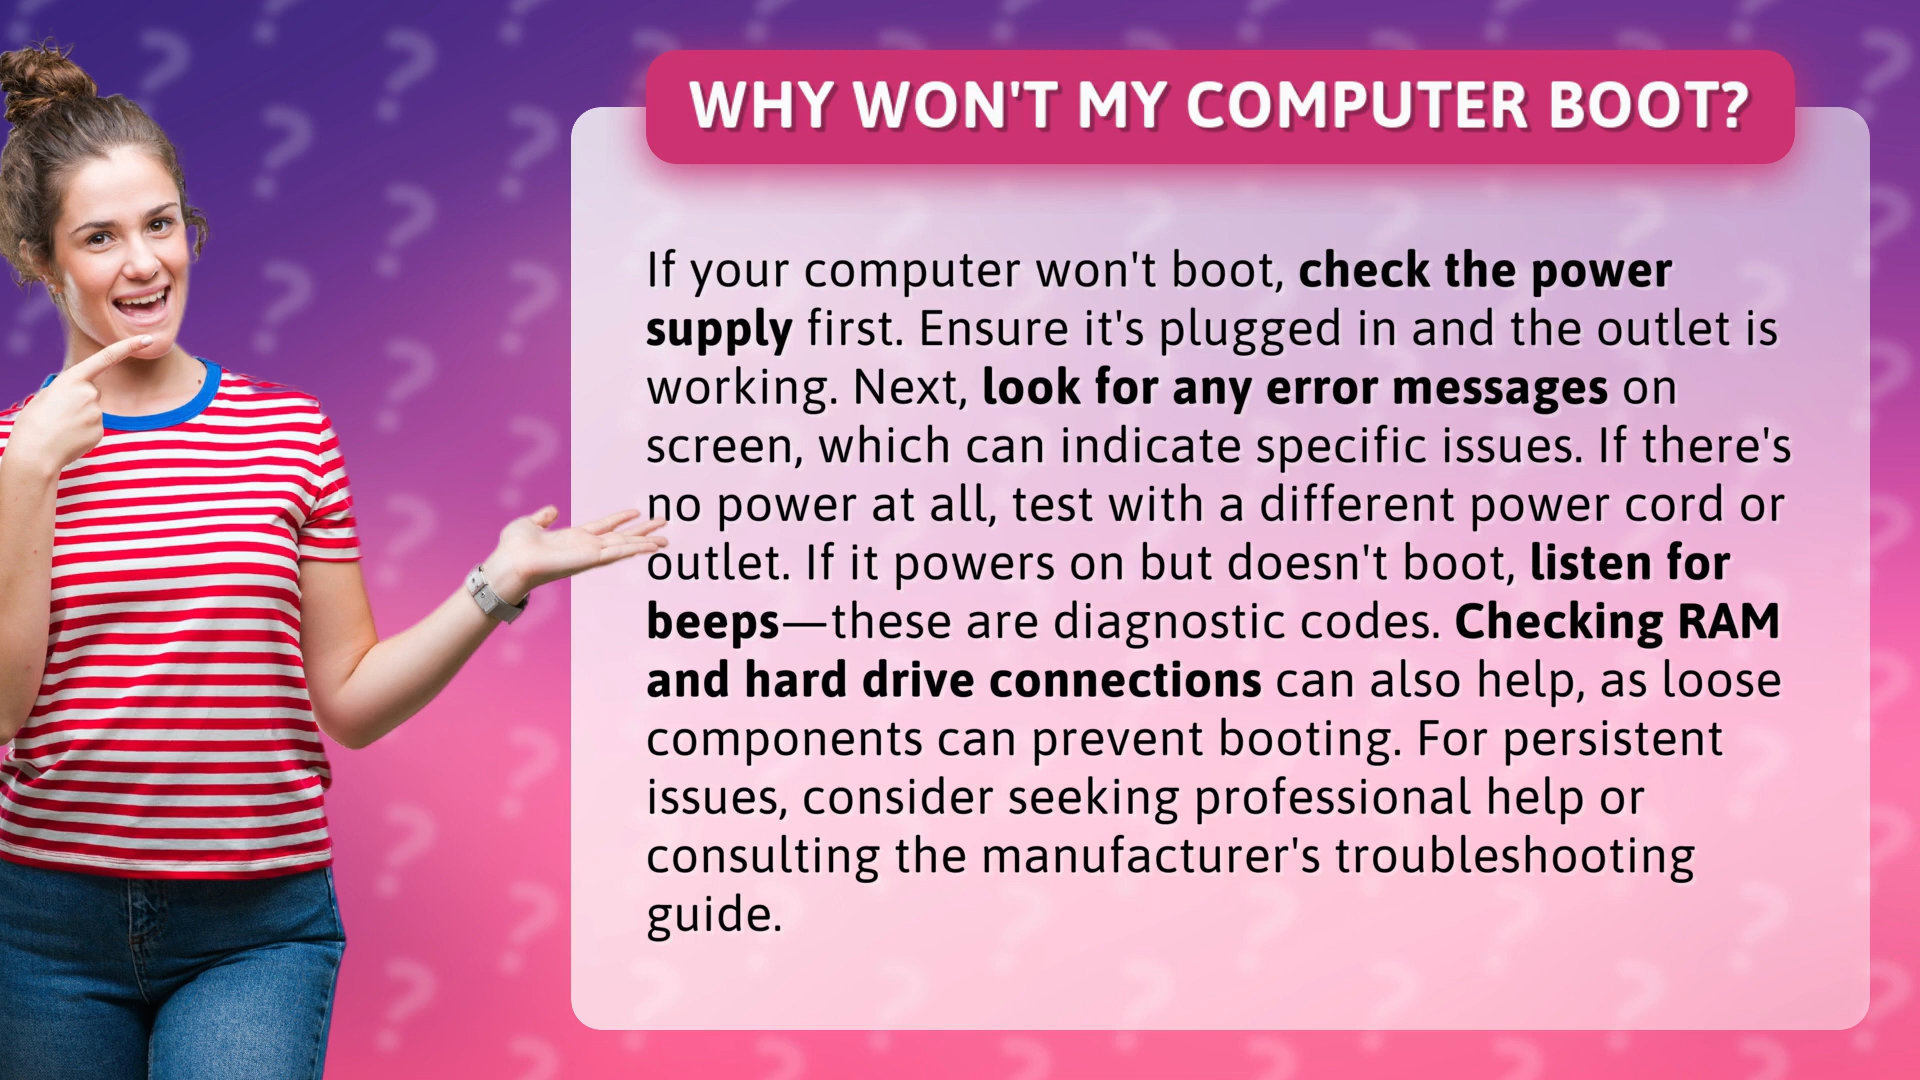 WHY WON'T MY COMPUTER BOOT?
If your computer won't boot, check the power
supply first. Ensure it's plugged in and the outlet is
working. Next, look for any error messages on
screen, which can indicate specific issues. If there's
no power at all, test with a different power cord or
outlet. If it powers on but doesn't boot, listen for
beeps—these are diagnostic codes. Checking RAM
and hard drive connections can also help, as loose
components can prevent booting. For persistent
issues, consider seeking professional help or
consulting the manufacturer's troubleshooting
guide.